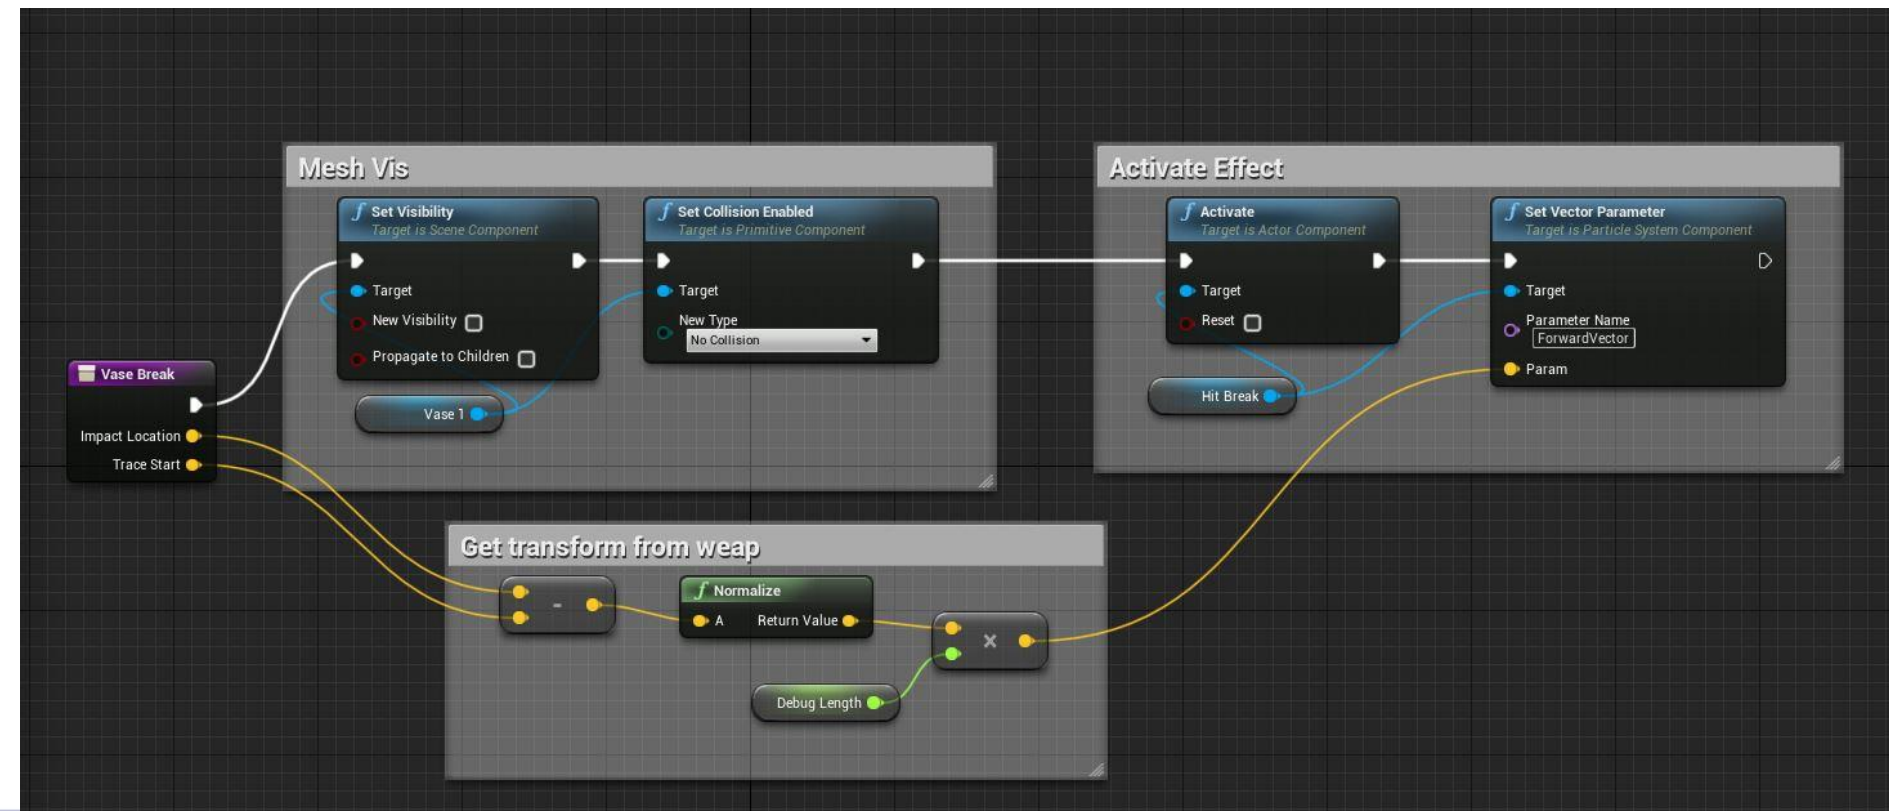 Mesh Vis
Set Visibility
Target is Scene Component
Target
New Visibility
Propagate to Children
Vase 1
Set Collision Enabled
Target is Primitive Component
Target
New Type
No Collision
Activate Effect
Activate
Target is Actor Component
Target
Reset
Hit Break
Set Vector Parameter
Target is Particle System Component
Target
Parameter Name
ForwardVector
Param
Vase Break
Impact Location
Trace Start
Get transform from weap
-
Normalize
A Return Value
×
Debug Length